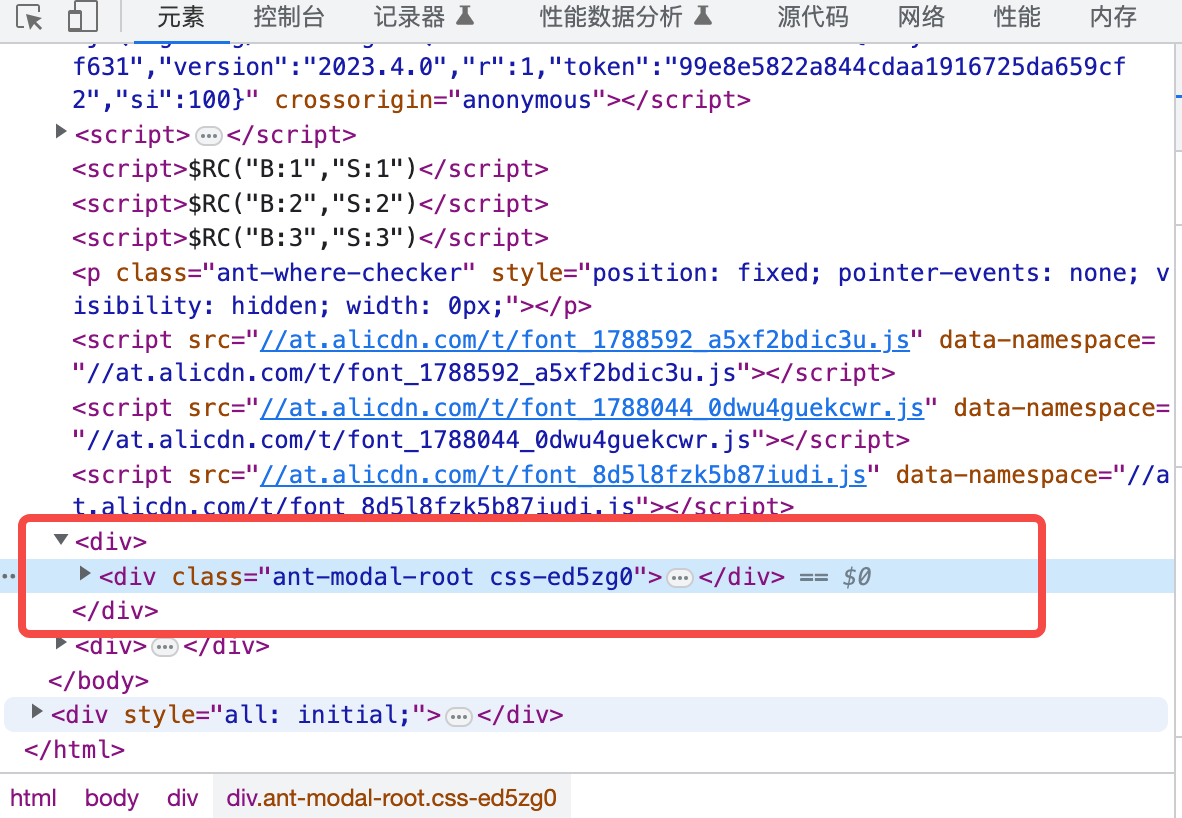 元素 控制台 记录器 性能数据分析 源代码 网络 性能 内存
f631","version":"2023.4.0","r":1,"token":"99e8e5822a844cdaa1916725da659cf
2","si":100}" crossorigin="anonymous"></script>
<script>…</script>
<script>$RC("B:1","S:1")</script>
<script>$RC("B:2","S:2")</script>
<script>$RC("B:3","S:3")</script>
<p class="ant-where-checker" style="position: fixed; pointer-events: none; v
isibility: hidden; width: 0px;"></p>
<script src="//at.alicdn.com/t/font_1788592_a5xf2bdic3u.js" data-namespace=
"//at.alicdn.com/t/font_1788592_a5xf2bdic3u.js"></script>
<script src="//at.alicdn.com/t/font_1788044_0dwu4guekcwr.js" data-namespace=
"//at.alicdn.com/t/font_1788044_0dwu4guekcwr.js"></script>
<script src="//at.alicdn.com/t/font_8d5l8fzk5b87iudi.js" data-namespace="//a
t.alicdn.com/t/font_8d5l8fzk5b87iudi.js"></script>
<div>
<div class="ant-modal-root css-ed5zg0">…</div> == $0
</div>
<div>…</div>
</body>
<div style="all: initial;">…</div>
</html>
html body div div.ant-modal-root.css-ed5zg0